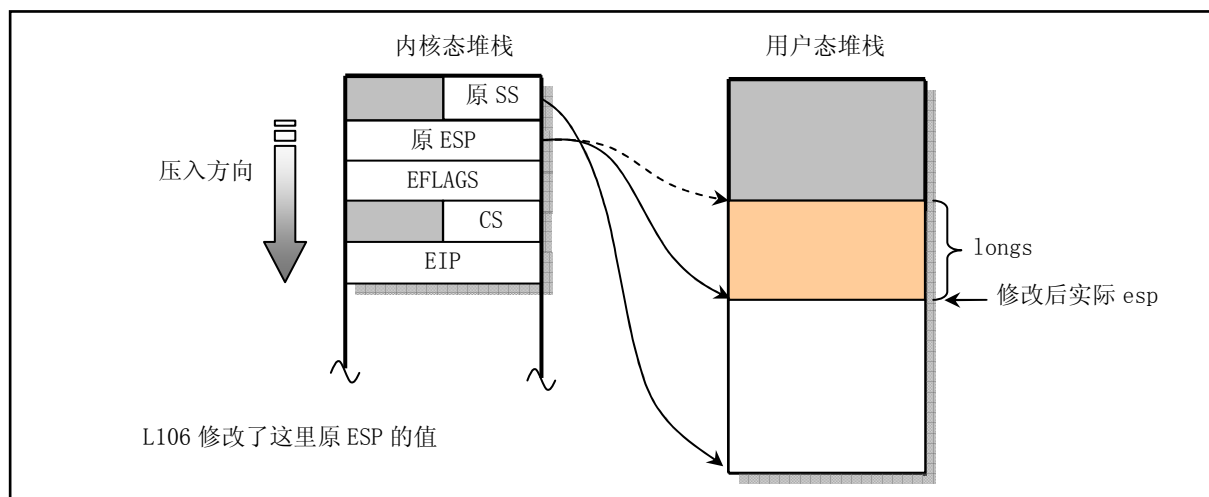 内核态堆栈
用户态堆栈
原 SS
原 ESP
压入方向
EFLAGS
CS
EIP
longs
修改后实际 esp
L106 修改了这里原 ESP 的值